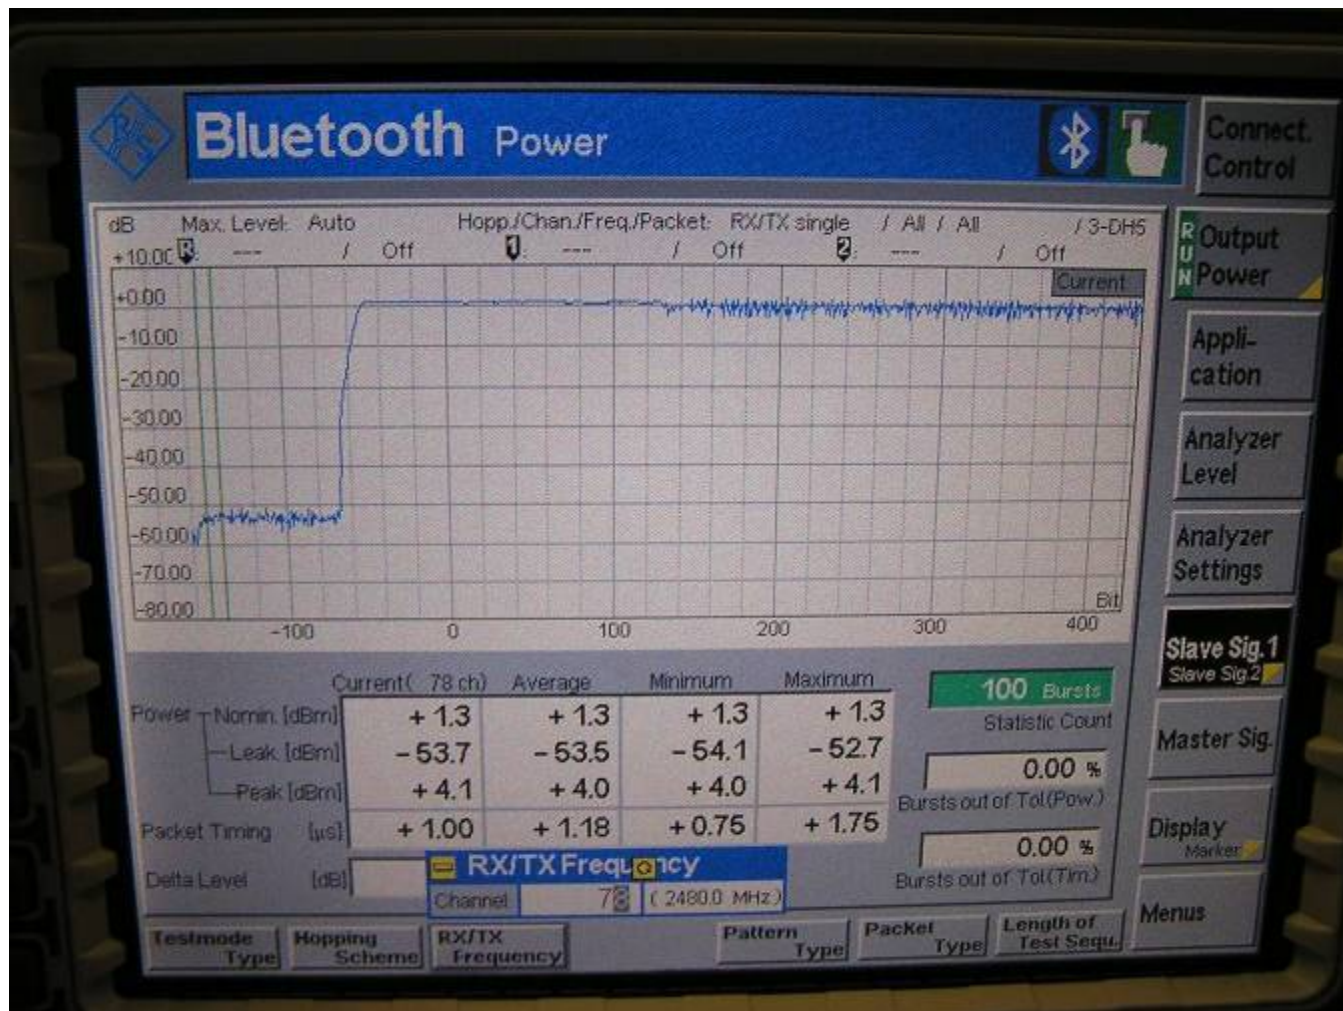 Bluetooth Power
Connect. Control
dB Max. Level: Auto Hopp./Chan./Freq./Packet: RX/TX single / All / All / 3-DH5
R: --- / Off 1: --- / Off 2: --- / Off
+10.00
Current
+0.00
-10.00
-20.00
-30.00
-40.00
-50.00
-60.00
-70.00
-80.00
Bit
-100 0 100 200 300 400
RUN
Output Power
Appli-
cation
Analyzer
Level
Analyzer
Settings
Slave Sig.1
Slave Sig.2
Master Sig.
Display
Marker
Menus
Current( 78 ch) Average Minimum Maximum
100 Bursts
Statistic Count
Power Nomin. [dBm] + 1.3 + 1.3 + 1.3 + 1.3
Leak [dBm] - 53.7 - 53.5 - 54.1 - 52.7
Peak [dBm] + 4.1 + 4.0 + 4.0 + 4.1
Packet Timing [µs] + 1.00 + 1.18 + 0.75 + 1.75
0.00 %
Bursts out of Tol.(Pow.)
0.00 %
Bursts out of Tol.(Tim.)
Delta Level [dB]
RX/TX Frequency
Channel 78 ( 2480.0 MHz )
Testmode
Type
Hopping
Scheme
RX/TX
Frequency
Pattern
Type
Packet
Type
Length of
Test Sequ.